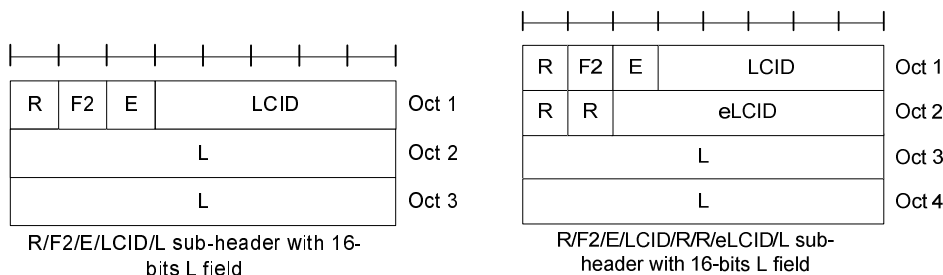 R F2 E LCID Oct 1
L Oct 2
L Oct 3
R/F2/E/LCID/L sub-header with 16-
bits L field
R F2 E LCID Oct 1
R R eLCID Oct 2
L Oct 3
L Oct 4
R/F2/E/LCID/R/R/eLCID/L sub-
header with 16-bits L field